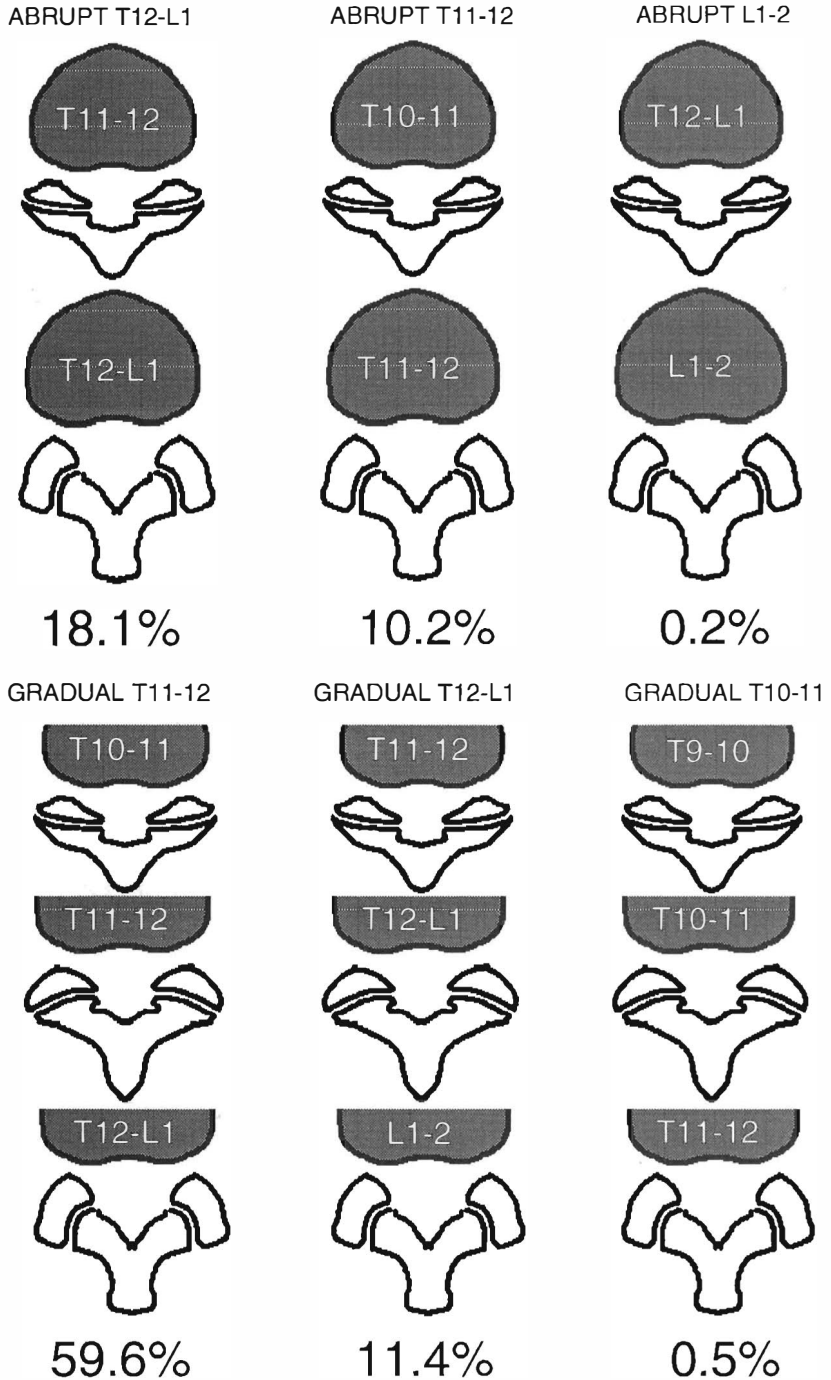 ABRUPT T12-L1 ABRUPT T11-12 ABRUPT L1-2
T11-12 T10-11 T12-L1
T12-L1 T11-12 L1-2
18.1% 10.2% 0.2%
GRADUAL T11-12 GRADUAL T12-L1 GRADUAL T10-11
T10-11 T11-12 T9-10
T11-12 T12-L1 T10-11
T12-L1 L1-2 T11-12
59.6% 11.4% 0.5%